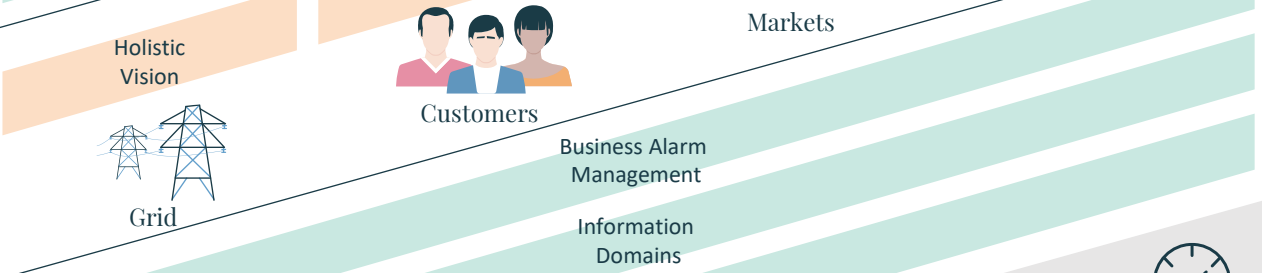 Markets
Holistic
Vision
Customers
Business Alarm
Management
Grid
Information
Domains